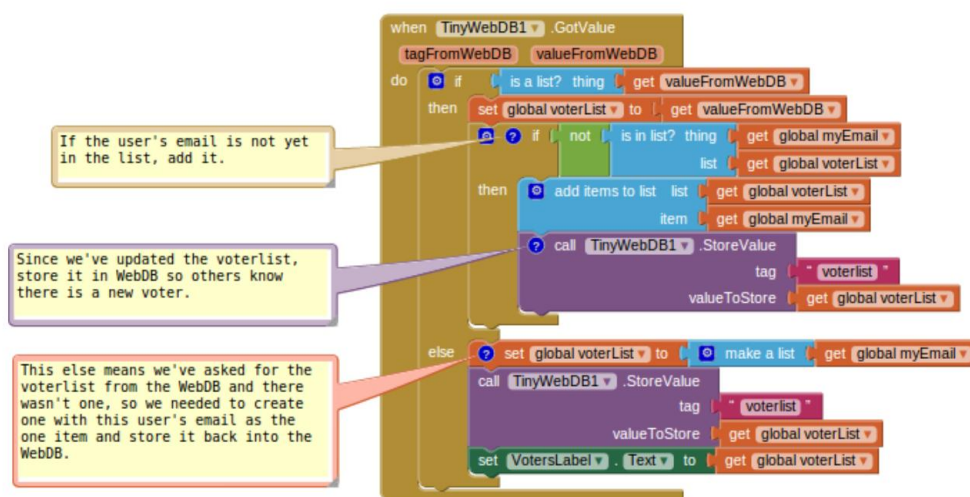 when TinyWebDB1 .GotValue
tagFromWebDB valueFromWebDB
do if is a list? thing get valueFromWebDB
then set global voterList to get valueFromWebDB
If the user's email is not yet
in the list, add it.
? if not is in list? thing get global myEmail
list get global voterList
then add items to list list get global voterList
item get global myEmail
Since we've updated the voterlist,
store it in WebDB so others know
there is a new voter.
? call TinyWebDB1 .StoreValue
tag " voterlist "
valueToStore get global voterList
else ? set global voterList to make a list get global myEmail
This else means we've asked for the
voterlist from the WebDB and there
wasn't one, so we needed to create
one with this user's email as the
one item and store it back into the
WebDB.
call TinyWebDB1 .StoreValue
tag " voterlist "
valueToStore get global voterList
set VotersLabel . Text to get global voterList